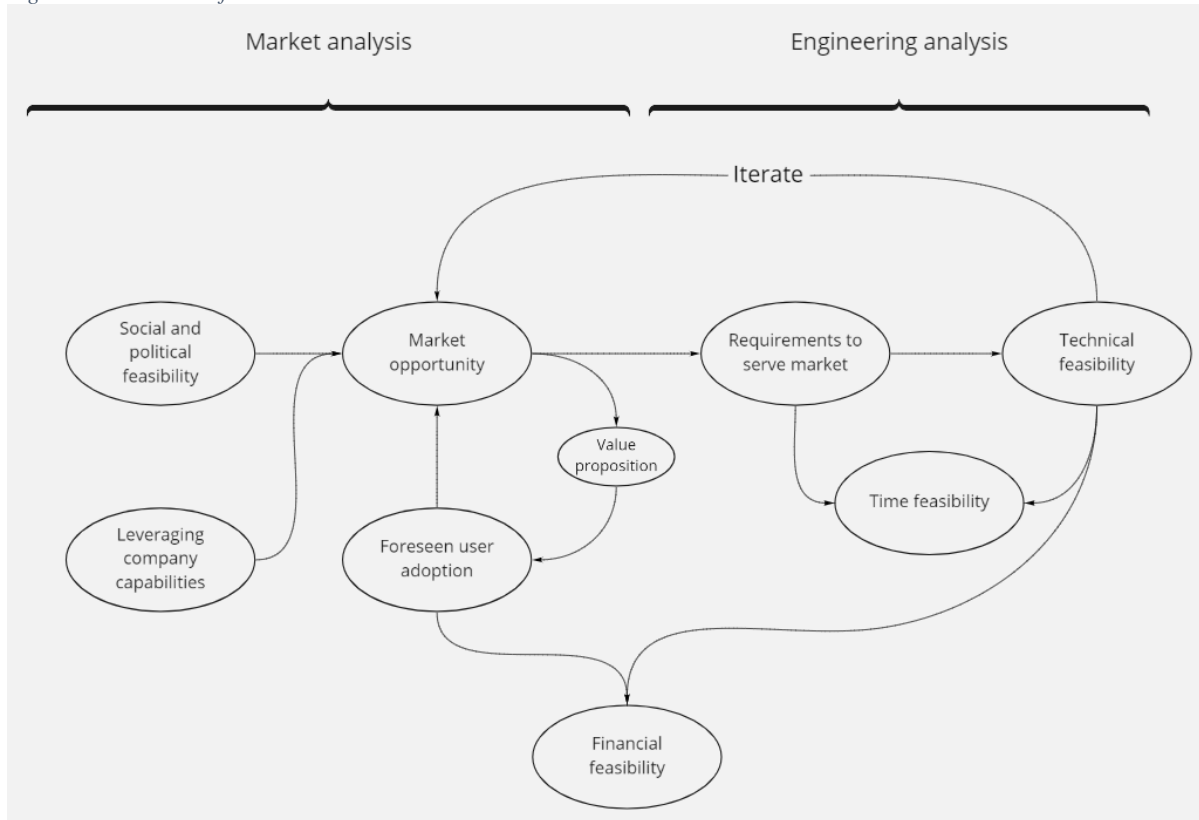 Market analysis
Engineering analysis
Iterate
Social and
political
feasibility
Market
opportunity
Requirements to
serve market
Technical
feasibility
Value
proposition
Time feasibility
Leveraging
company
capabilities
Foreseen user
adoption
Financial
feasibility